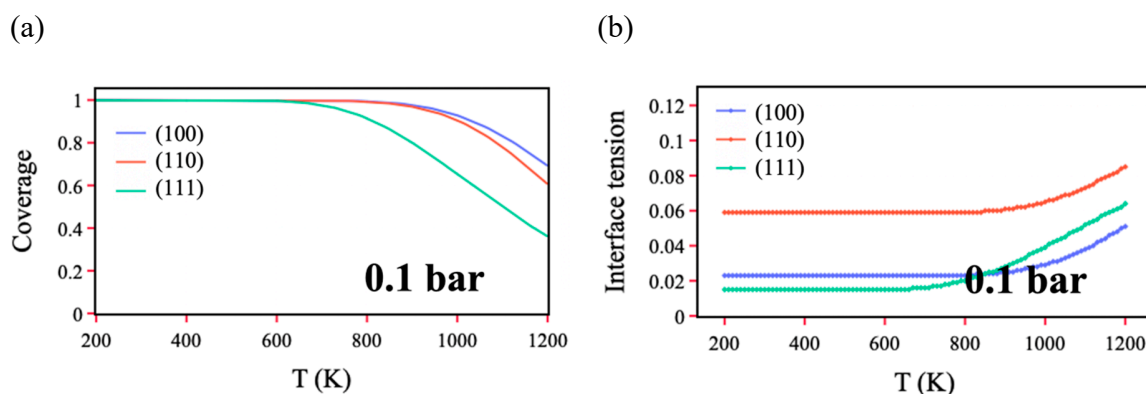 (a)
Coverage
1
0.8
0.6
0.4
0.2
0
(100)
(110)
(111)
0.1 bar
200 400 600 800 1000 1200
T (K)
(b)
Interface tension
0.12
0.1
0.08
0.06
0.04
0.02
0
(100)
(110)
(111)
0.1 bar
200 400 600 800 1000 1200
T (K)